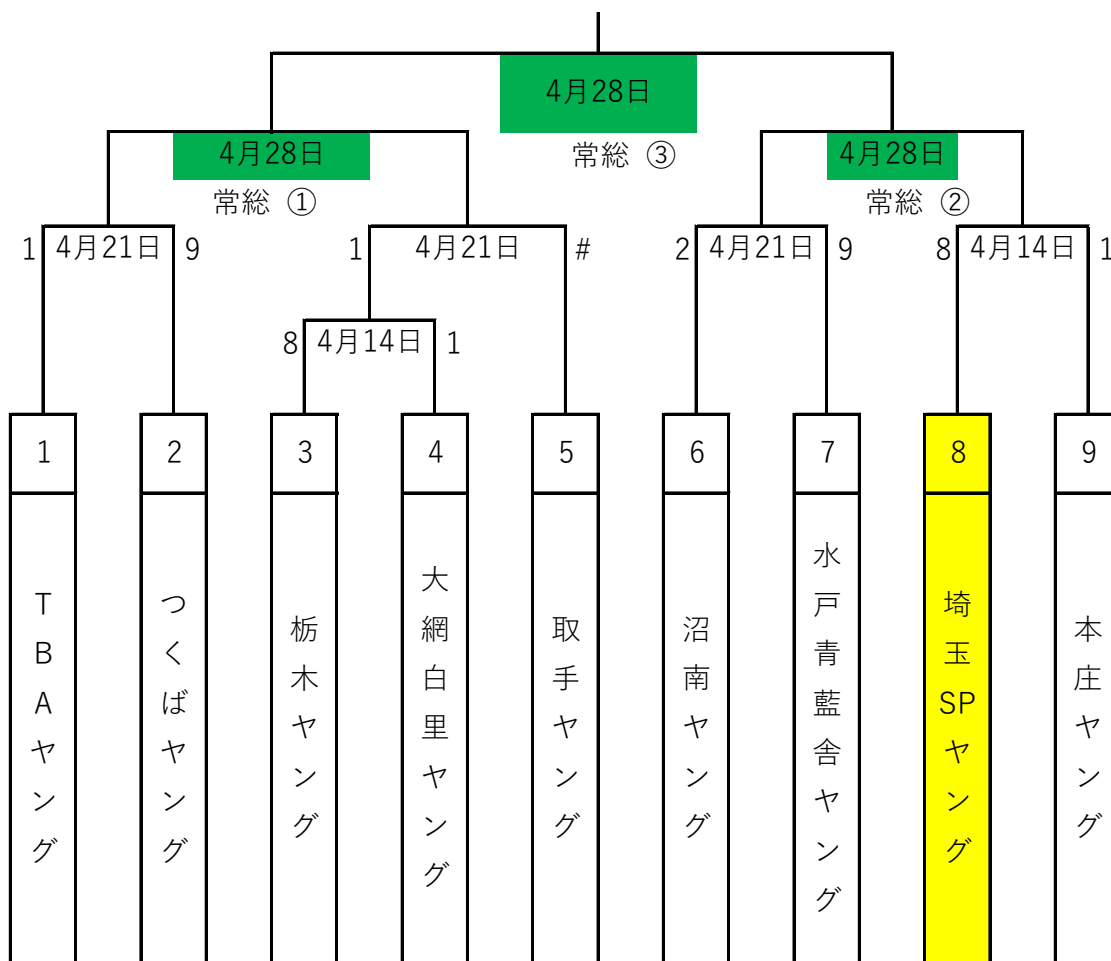 4月28日
4月28日
常総 ③
4月28日
常総 ①
常総 ②
1 4月21日 9
1 4月21日 #
2 4月21日 9
8 4月14日 1
8 4月14日 1
1 2 3 4 5 6 7 8 9
TBAヤング
つくばヤング
栃木ヤング
大網白里ヤング
取手ヤング
沼南ヤング
水戸青藍舎ヤング
埼玉SPヤング
本庄ヤング